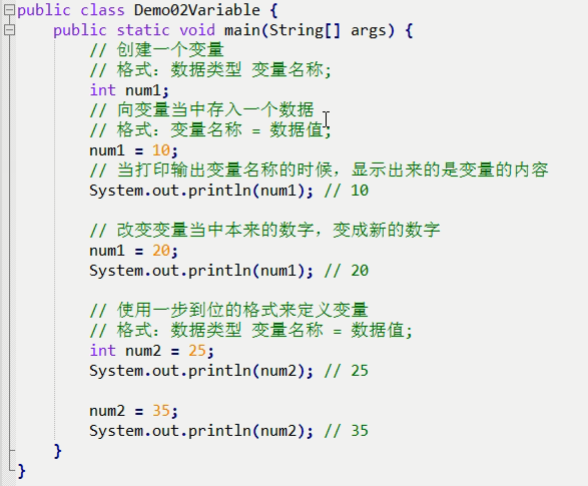 public class Demo02Variable {
    public static void main(String[] args) {
        // 创建一个变量
        // 格式：数据类型 变量名称;
        int num1;
        // 向变量当中存入一个数据
        // 格式：变量名称 = 数据值;
        num1 = 10;
        // 当打印输出变量名称的时候，显示出来的是变量的内容
        System.out.println(num1); // 10

        // 改变变量当中本来的数字，变成新的数字
        num1 = 20;
        System.out.println(num1); // 20

        // 使用一步到位的格式来定义变量
        // 格式：数据类型 变量名称 = 数据值;
        int num2 = 25;
        System.out.println(num2); // 25

        num2 = 35;
        System.out.println(num2); // 35
    }
}